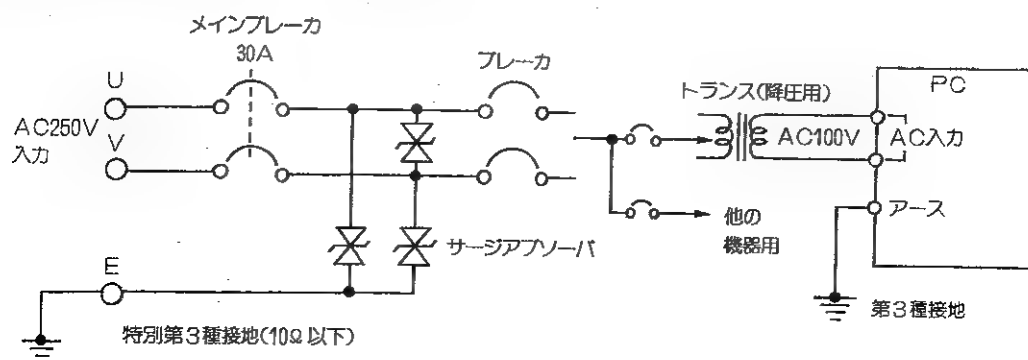 メインブレーカ
30A
ブレーカ
トランス(降圧用)
PC
U
AC250V
入力
V
AC100V
AC入力
アース
他の
機器用
サージアブソーバ
E
特別第3種接地(10Ω以下)
第3種接地